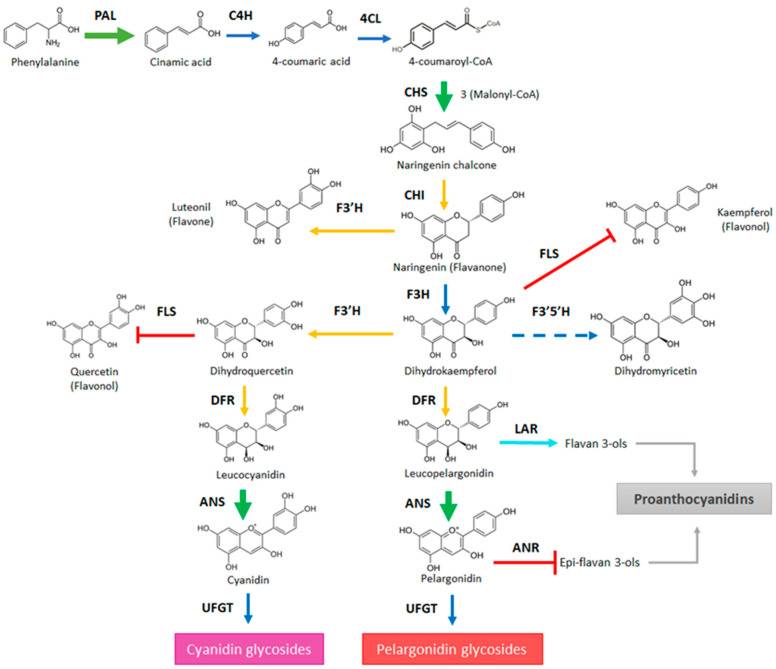 PAL
C4H
4CL
Phenylalanine
Cinamic acid
4-coumaric acid
4-coumaroyl-CoA
CHS
3 (Malonyl-CoA)
Naringenin chalcone
Luteonil
(Flavone)
F3'H
CHI
Naringenin (Flavanone)
Kaempferol
(Flavonol)
FLS
F3H
FLS
F3'H
F3'5'H
Quercetin
(Flavonol)
Dihydroquercetin
Dihydrokaempferol
Dihydromyricetin
DFR
DFR
LAR
Flavan 3-ols
Leucocyanidin
Leucopelargonidin
Proanthocyanidins
ANS
ANS
ANR
Epi-flavan 3-ols
Cyanidin
Pelargonidin
UFGT
UFGT
Cyanidin glycosides
Pelargonidin glycosides